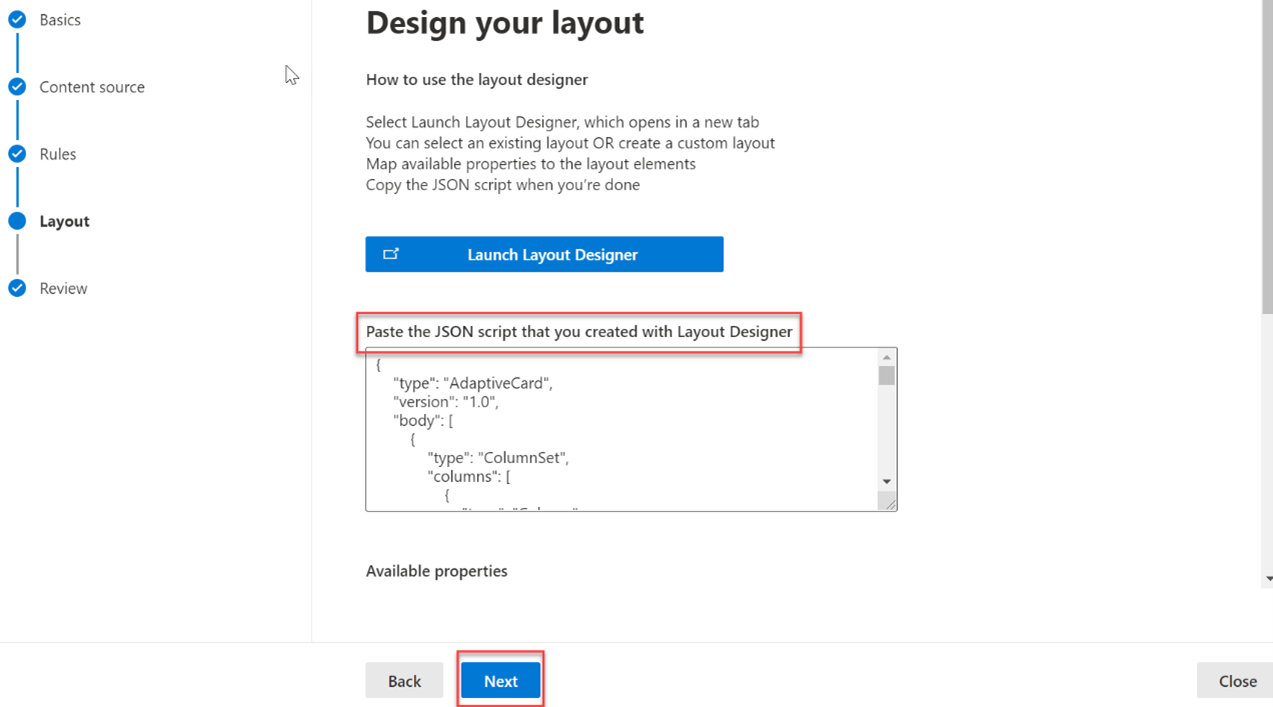 Basics
Content source
Rules
Layout
Review
Design your layout
How to use the layout designer
Select Launch Layout Designer, which opens in a new tab
You can select an existing layout OR create a custom layout
Map available properties to the layout elements
Copy the JSON script when you're done
Launch Layout Designer
Paste the JSON script that you created with Layout Designer
{
"type": "AdaptiveCard",
"version": "1.0",
"body": [
{
"type": "ColumnSet",
"columns": [
{
Available properties
Back
Next
Close